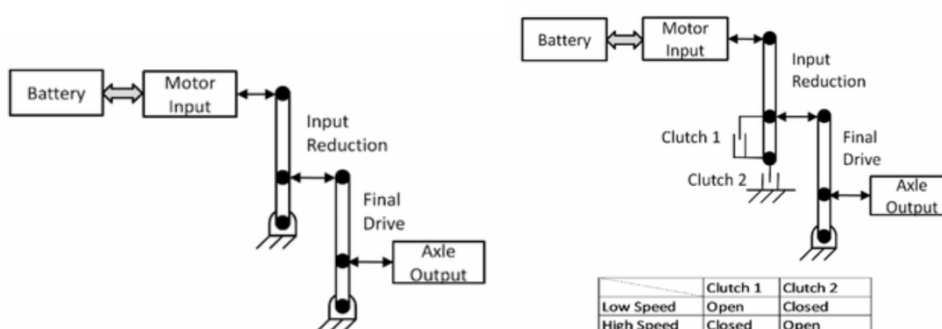 Battery
Motor
Input
Input
Reduction
Final
Drive
Axle
Output
Battery
Motor
Input
Input
Reduction
Clutch 1
Clutch 2
Final
Drive
Axle
Output
Clutch 1 Clutch 2
Low Speed Open Closed
High Speed Closed Open